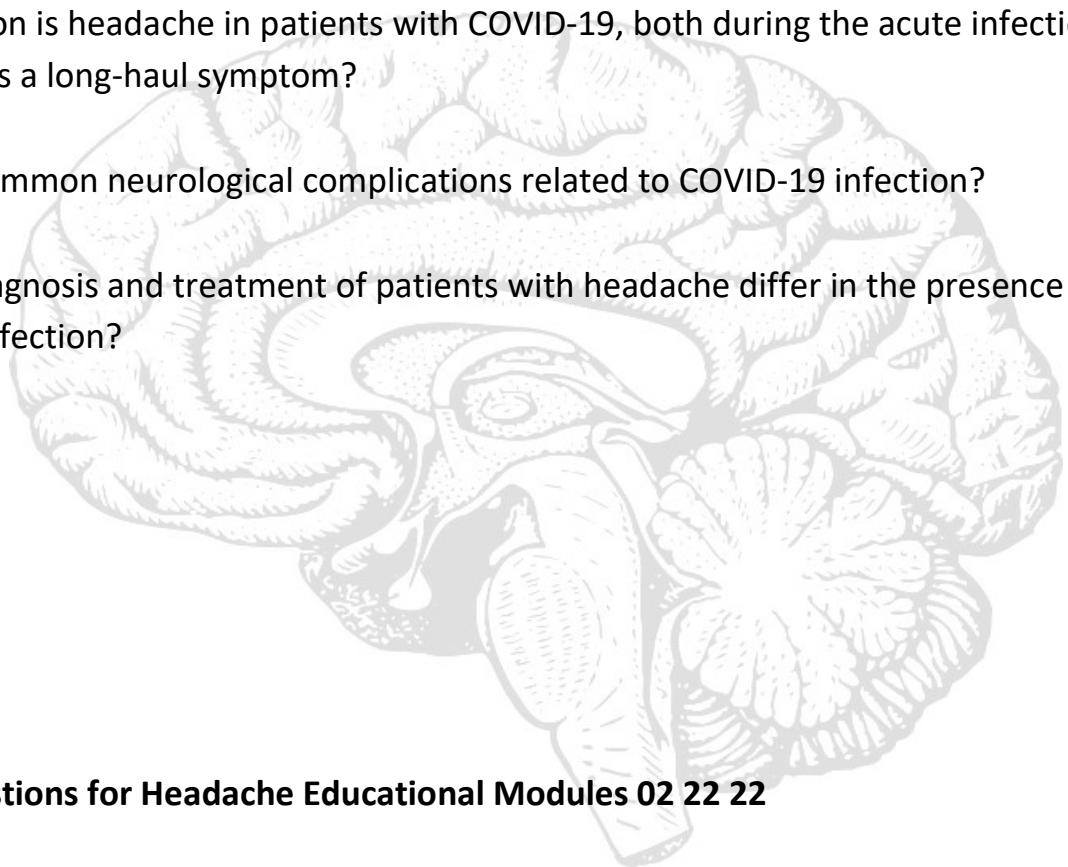 on is headache in patients with COVID-19, both during the acute infecti
s a long-haul symptom?
mmon neurological complications related to COVID-19 infection?
gnosis and treatment of patients with headache differ in the presence
fection?
stions for Headache Educational Modules 02 22 22